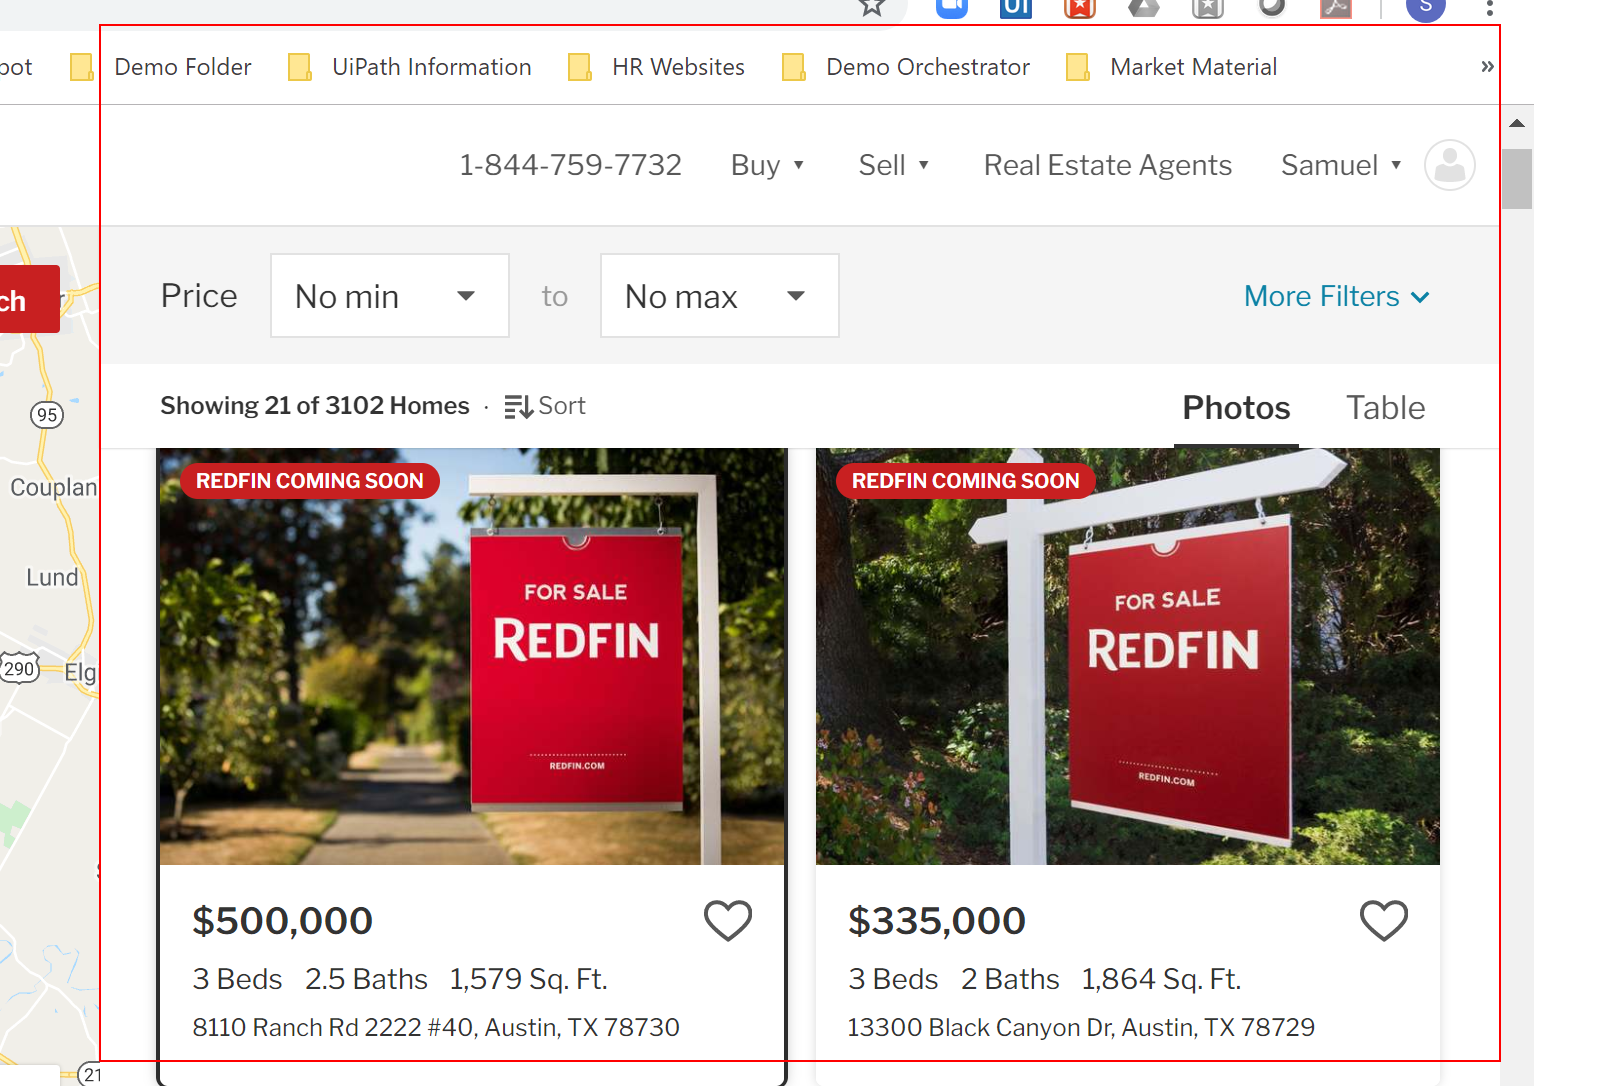 Demo Folder UiPath Information HR Websites Demo Orchestrator Market Material »
1-844-759-7732 Buy Sell Real Estate Agents Samuel
Price No min to No max More Filters
ch
Showing 21 of 3102 Homes · Sort Photos Table
95
REDFIN COMING SOON REDFIN COMING SOON
Lund
290
FOR SALE
REDFIN
REDFIN.COM
FOR SALE
REDFIN
REDFIN.COM
$500,000
3 Beds 2.5 Baths 1,579 Sq. Ft.
8110 Ranch Rd 2222 #40, Austin, TX 78730
$335,000
3 Beds 2 Baths 1,864 Sq. Ft.
13300 Black Canyon Dr, Austin, TX 78729